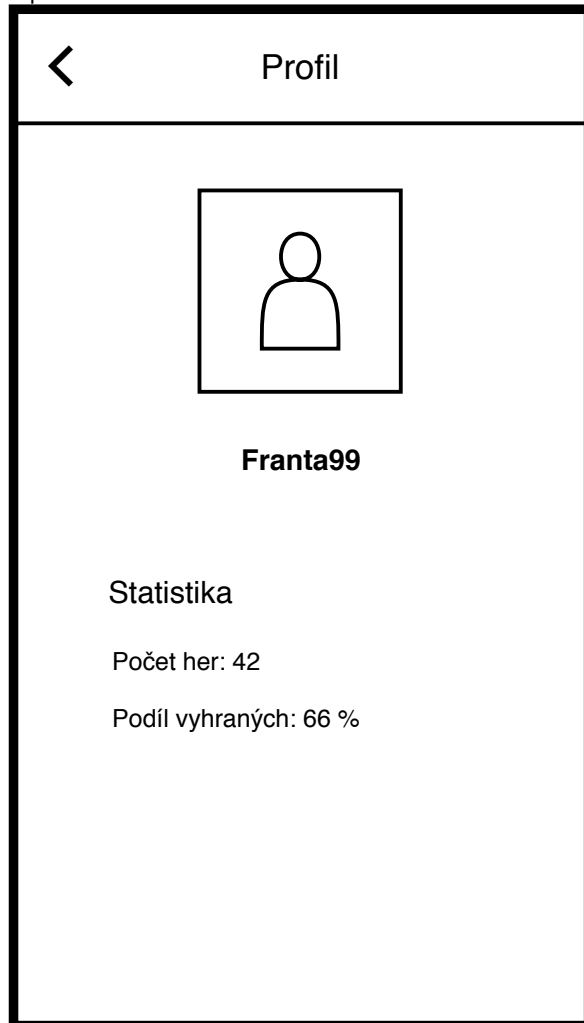 Profil
Franta99
Statistika
Počet her: 42
Podíl vyhraných: 66 %